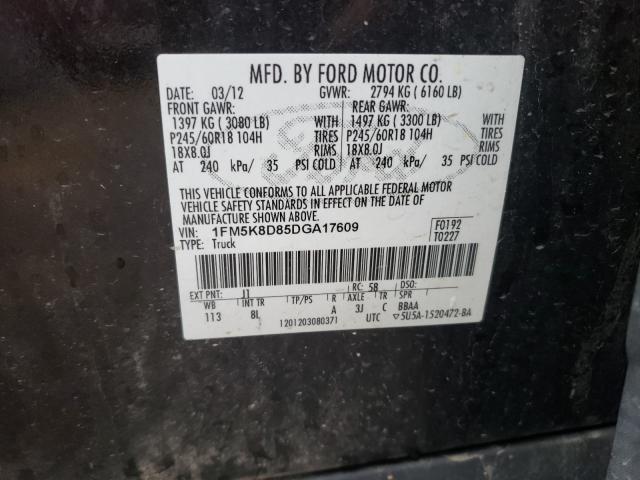 MFD. BY FORD MOTOR CO.
DATE: 03/12 GVWR: 2794 KG ( 6160 LB)
FRONT GAWR: REAR GAWR:
1397 KG ( 3080 LB) WITH 1497 KG ( 3300 LB) WITH
P245/60R18 104H TIRES P245/60R18 104H TIRES
18X8.0J RIMS 18X8.0J RIMS
AT 240 kPa/ 35 PSI COLD AT 240 kPa/ 35 PSI COLD
Ford
THIS VEHICLE CONFORMS TO ALL APPLICABLE FEDERAL MOTOR
VEHICLE SAFETY STANDARDS IN EFFECT ON THE DATE OF
MANUFACTURE SHOWN ABOVE.
VIN: 1FM5K8D85DGA17609 F0192
TYPE: Truck T0227
EXT PNT: J1 RC: 58 DSO:
WB INT TR TP/PS R AXLE TR SPR
113 8L A 3J C BBAA
1201203080371 UTC ▽5U5A-1520472-BA